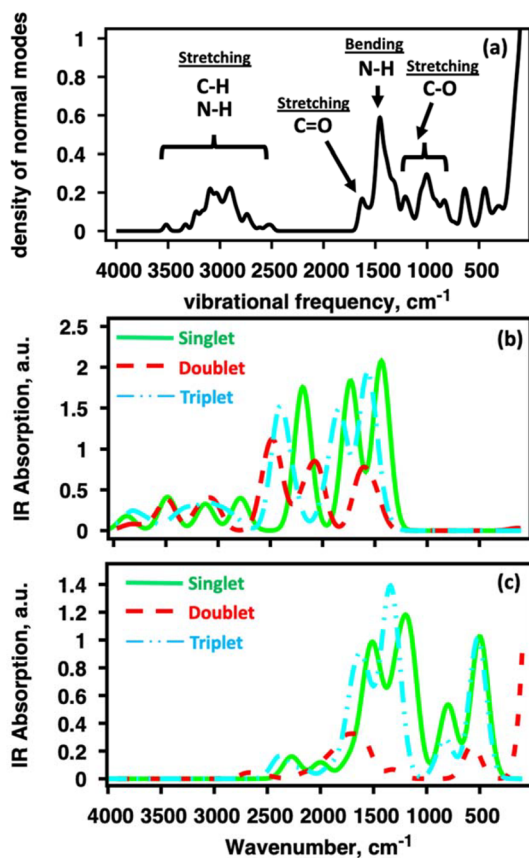 1
0.8
0.6
0.4
0.2
0
density of normal modes
(a)
Stretching
C-H
N-H
Stretching
C=O
Bending
N-H
Stretching
C-O
4000 3500 3000 2500 2000 1500 1000 500
vibrational frequency, cm-1
2.5
2
1.5
1
0.5
0
IR Absorption, a.u.
Singlet
Doublet
Triplet
(b)
4000 3500 3000 2500 2000 1500 1000 500
1.4
1.2
1
0.8
0.6
0.4
0.2
0
IR Absorption, a.u.
Singlet
Doublet
Triplet
(c)
4000 3500 3000 2500 2000 1500 1000 500
Wavenumber, cm-1